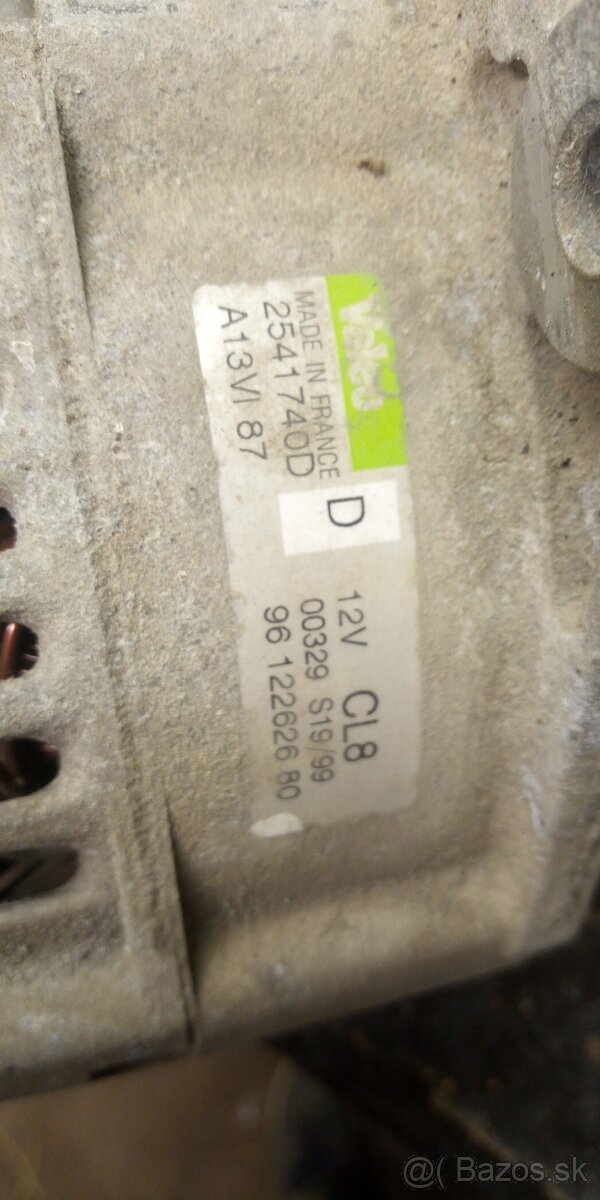 Valeo
MADE IN FRANCE
2541740D
A13VI 87
D
12V CL8
00329 S19/99
96 122626 80
@( Bazos.sk